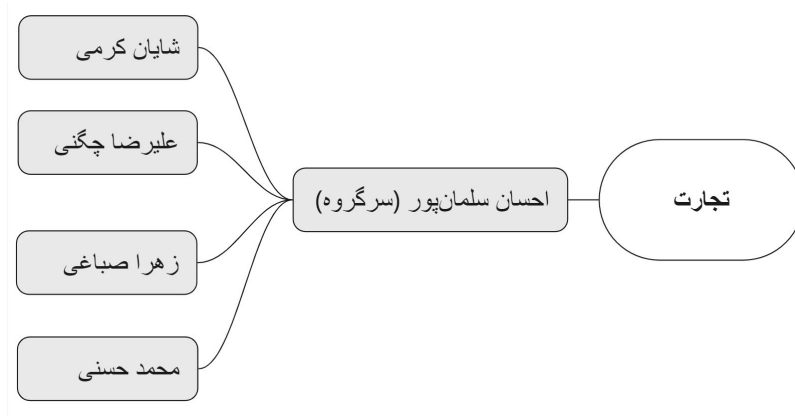 تجارت
احسان سلمان‌پور (سرگروه)
شایان کرمی
علیرضا چگنی
زهرا صباغی
محمد حسنی